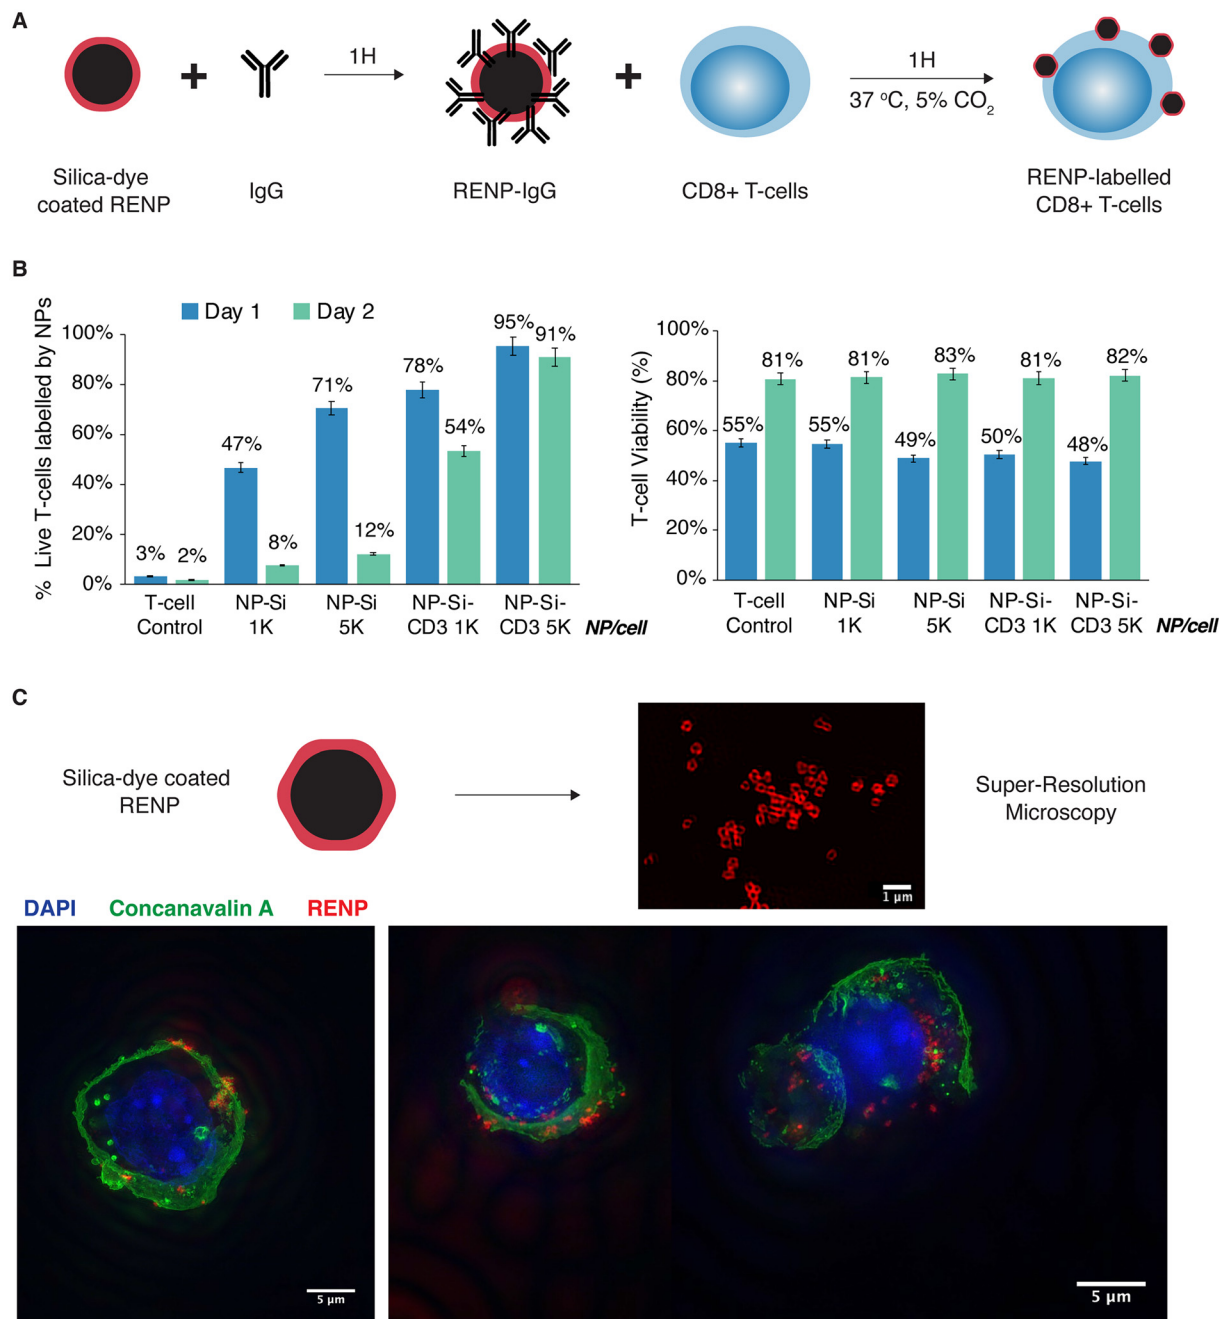 A
1H
1H
37 °C, 5% CO2
Silica-dye
coated RENP
IgG
RENP-IgG
CD8+ T-cells
RENP-labelled
CD8+ T-cells
B
% Live T-cells labelled by NPs
Day 1
Day 2
100%
80%
60%
40%
20%
0%
3%
2%
47%
8%
71%
12%
78%
54%
95%
91%
T-cell
Control
NP-Si
1K
NP-Si
5K
NP-Si-
CD3 1K
NP-Si-
CD3 5K
NP/cell
T-cell Viability (%)
100%
80%
60%
40%
20%
0%
55%
81%
55%
81%
49%
83%
50%
81%
48%
82%
T-cell
Control
NP-Si
1K
NP-Si
5K
NP-Si-
CD3 1K
NP-Si-
CD3 5K
NP/cell
C
Silica-dye coated
RENP
1 µm
Super-Resolution
Microscopy
DAPI Concanavalin A RENP
5 µm
5 µm